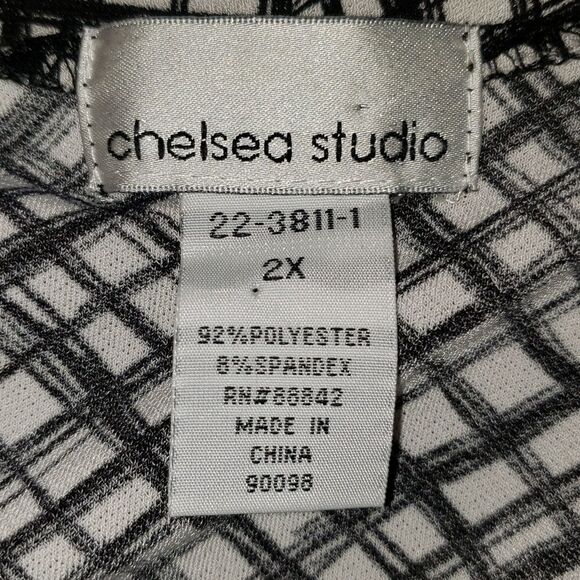 chelsea studio
22-3811-1
2X
92%POLYESTER
8%SPANDEX
RN#88842
MADE IN
CHINA
90098